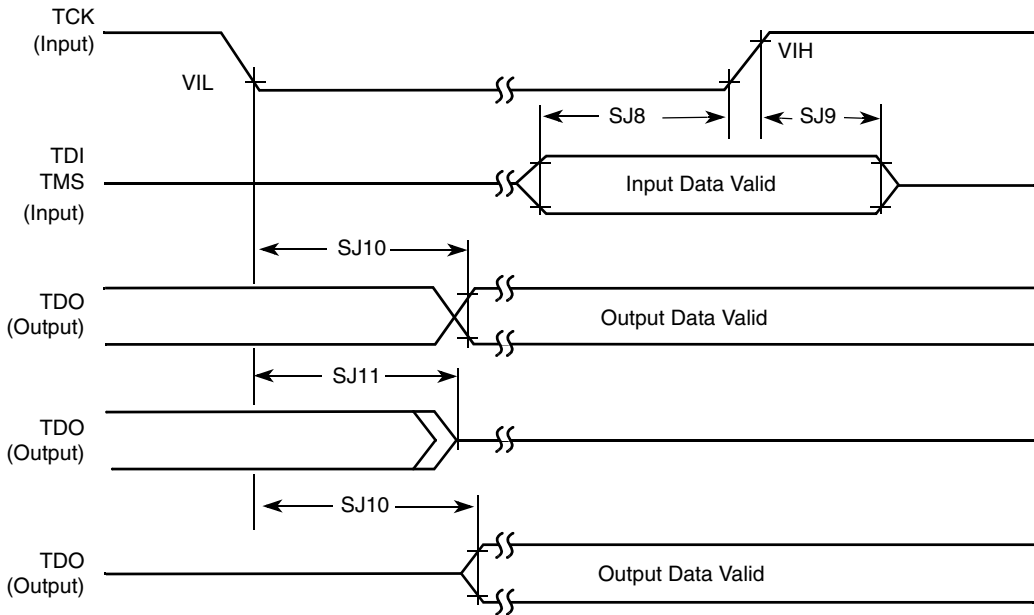 TCK
(Input)
VIL
VIH
SJ8
SJ9
TDI
TMS
(Input)
Input Data Valid
SJ10
TDO
(Output)
Output Data Valid
SJ11
TDO
(Output)
SJ10
TDO
(Output)
Output Data Valid